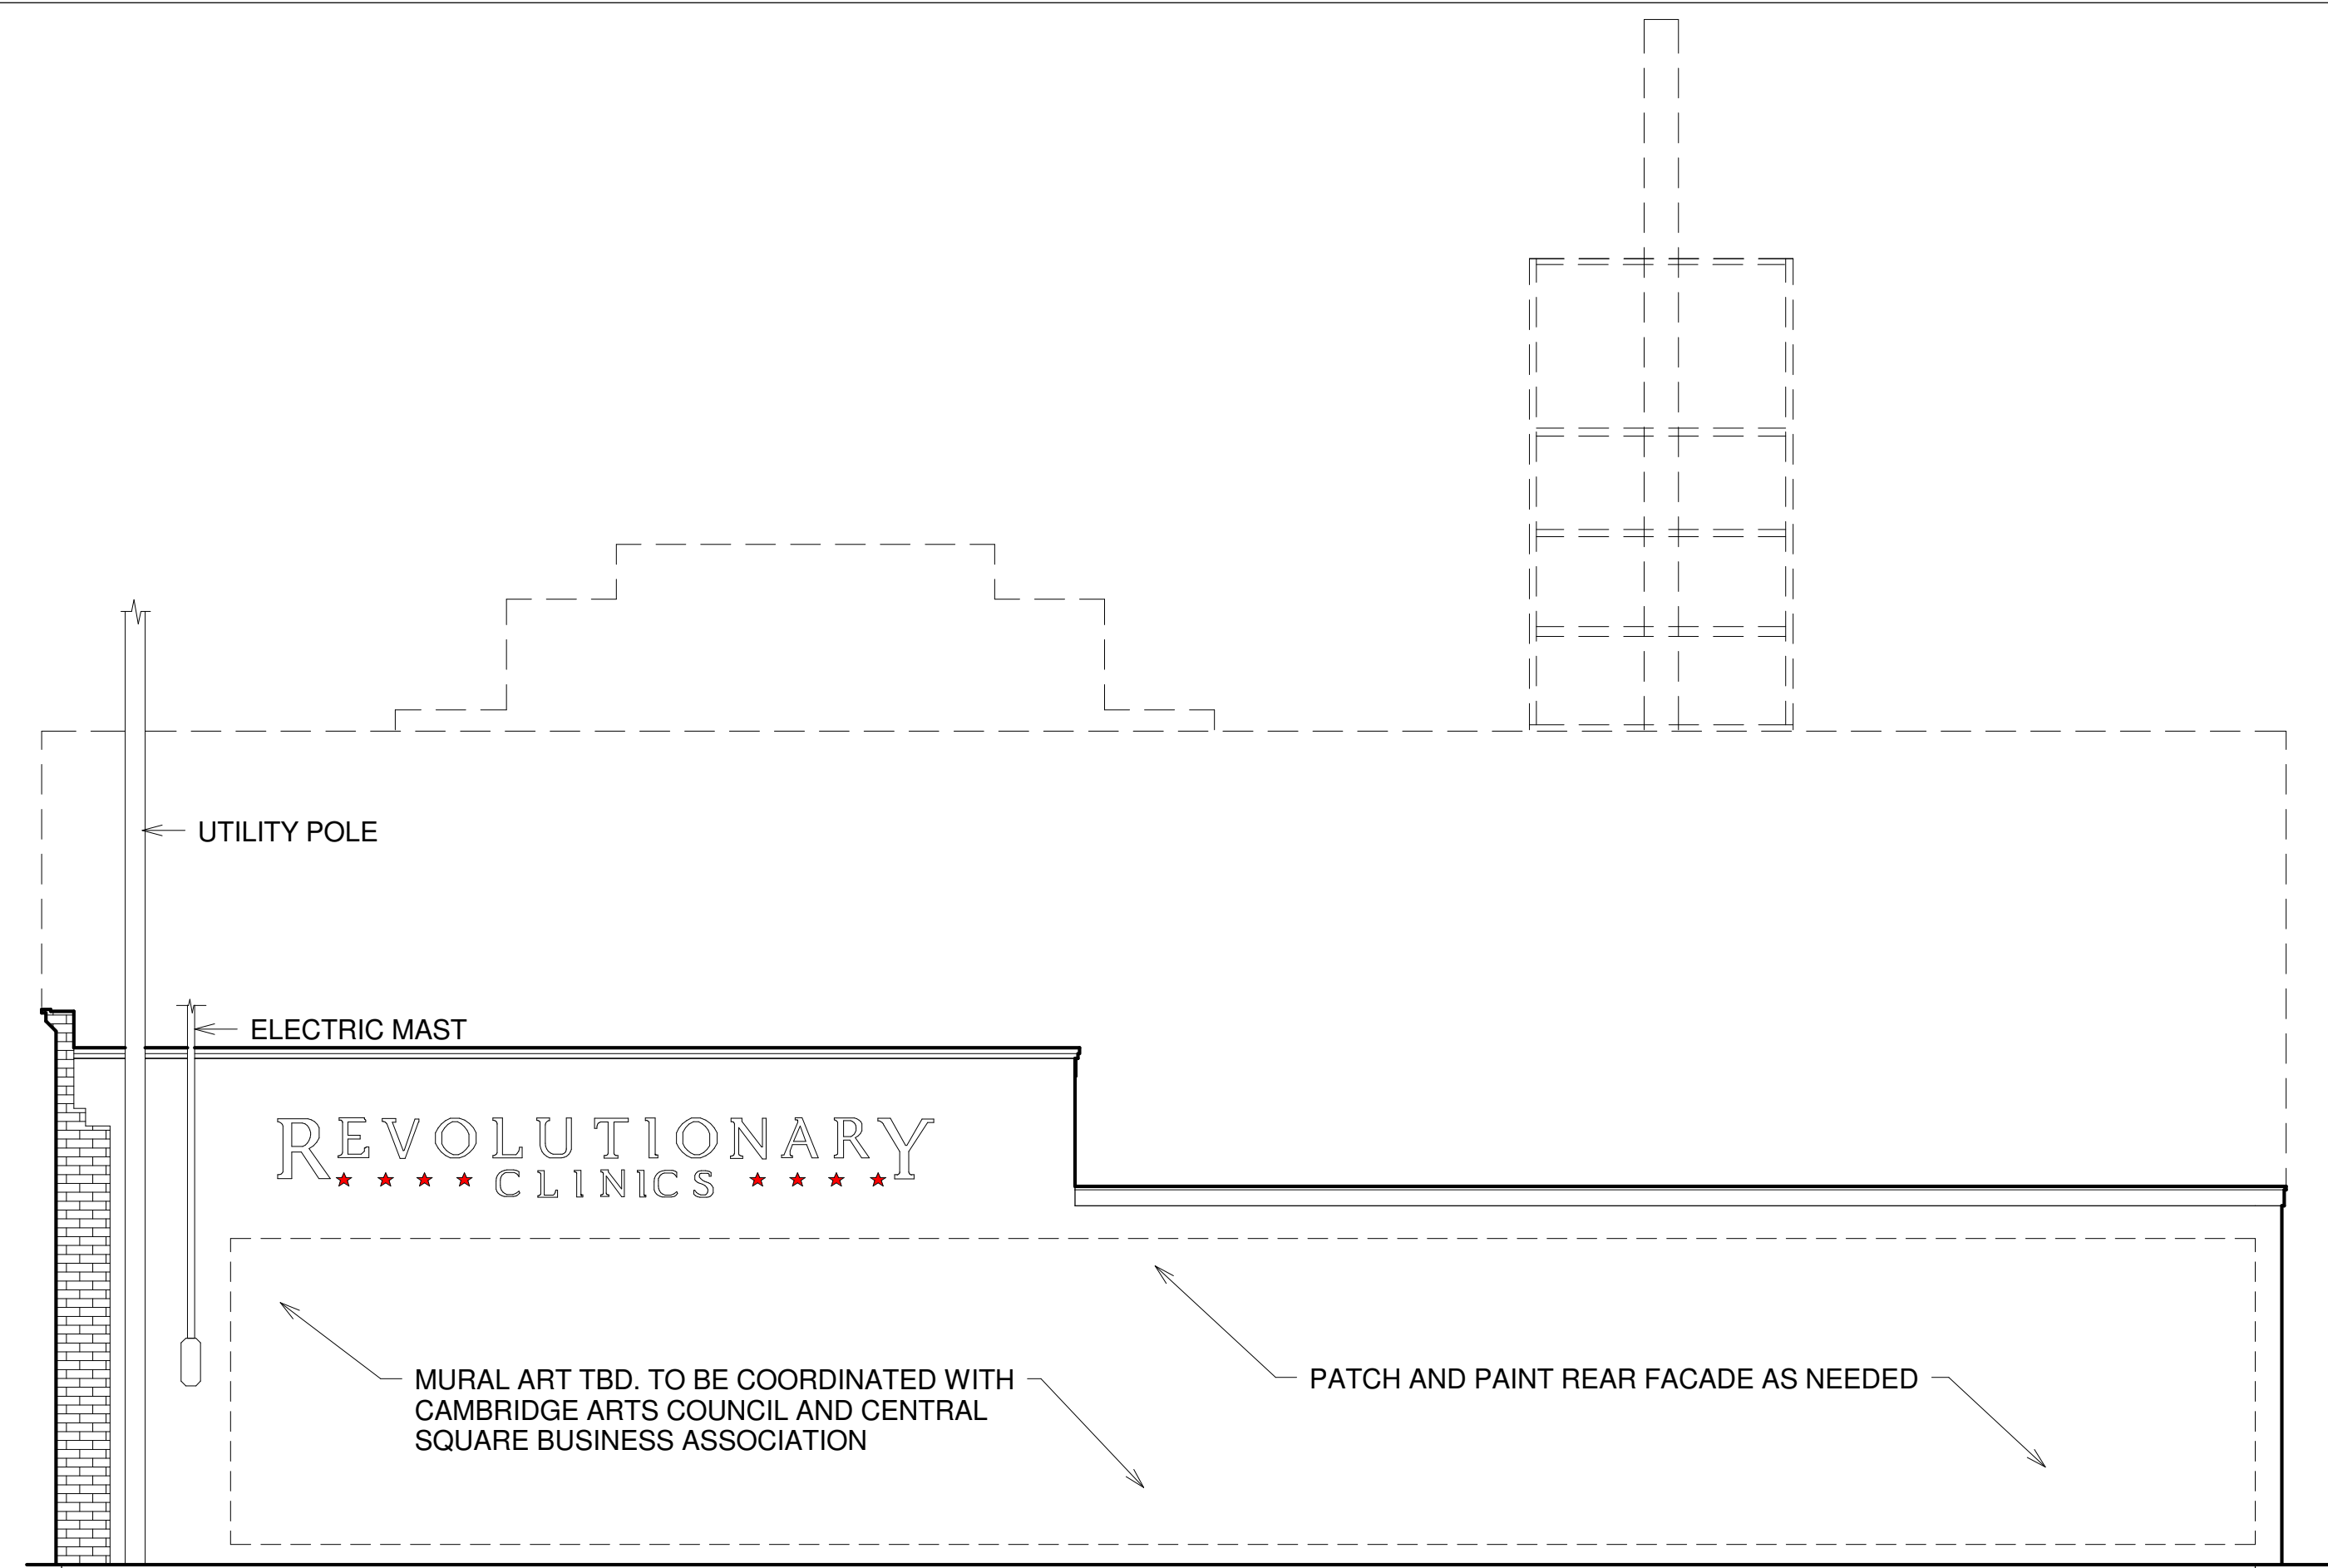 UTILITY POLE
ELECTRIC MAST
REVOLUTIONARY
CLINICS
MURAL ART TBD. TO BE COORDINATED WITH
CAMBRIDGE ARTS COUNCIL AND CENTRAL
SQUARE BUSINESS ASSOCIATION
PATCH AND PAINT REAR FACADE AS NEEDED